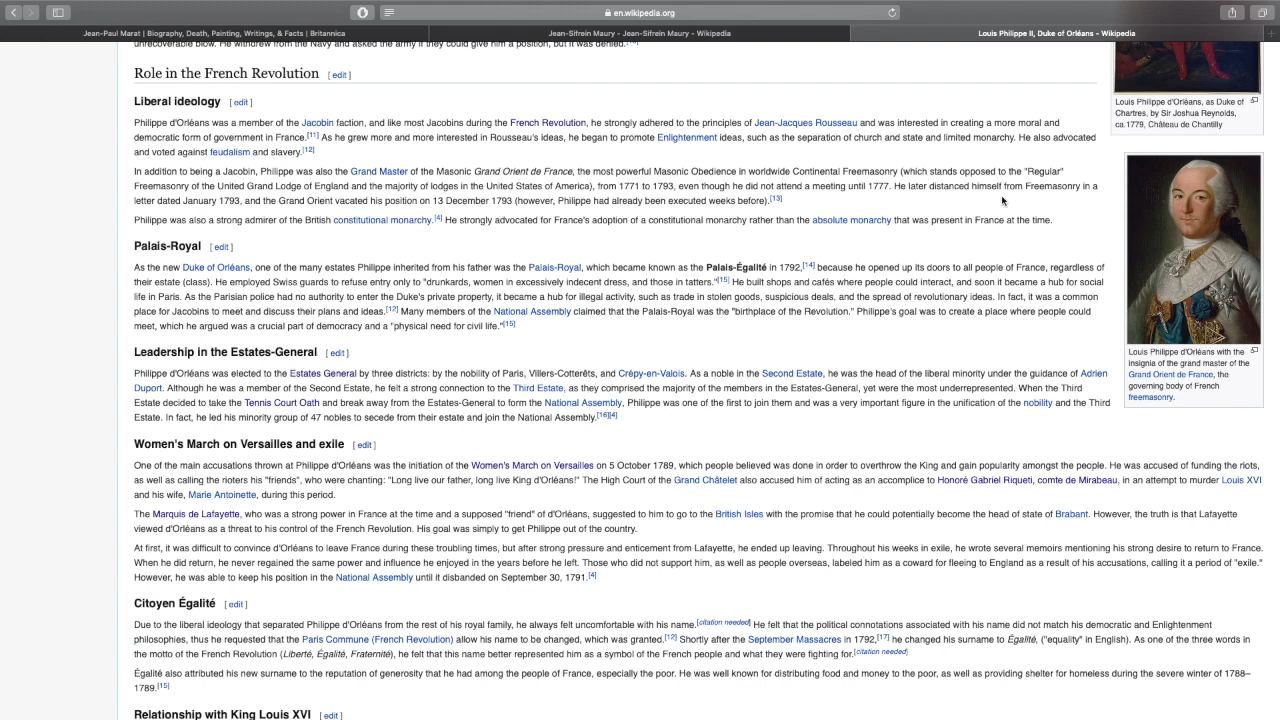 en.wikipedia.org
Jean-Paul Marat | Biography, Death, Painting, Writings, & Facts | Britannica
Jean-Sifrein Maury - Jean-Sifrein Maury - Wikipedia
Louis Philippe II, Duke of Orléans - Wikipedia
unrecoverable blow. He withdrew from the Navy and asked the army if they could give him a position, but it was denied.
Role in the French Revolution [ edit ]
Liberal ideology [ edit ]
Philippe d'Orléans was a member of the Jacobin faction, and like most Jacobins during the French Revolution, he strongly adhered to the principles of Jean-Jacques Rousseau and was interested in creating a more moral and
democratic form of government in France.[11] As he grew more and more interested in Rousseau's ideas, he began to promote Enlightenment ideas, such as the separation of church and state and limited monarchy. He also advocated
and voted against feudalism and slavery.[12]
In addition to being a Jacobin, Philippe was also the Grand Master of the Masonic Grand Orient de France, the most powerful Masonic Obedience in worldwide Continental Freemasonry (which stands opposed to the "Regular"
Freemasonry of the United Grand Lodge of England and the majority of lodges in the United States of America), from 1771 to 1793, even though he did not attend a meeting until 1777. He later distanced himself from Freemasonry in a
letter dated January 1793, and the Grand Orient vacated his position on 13 December 1793 (however, Philippe had already been executed weeks before).[13]
Philippe was also a strong admirer of the British constitutional monarchy.[4] He strongly advocated for France's adoption of a constitutional monarchy rather than the absolute monarchy that was present in France at the time.
Palais-Royal [ edit ]
As the new Duke of Orléans, one of the many estates Philippe inherited from his father was the Palais-Royal, which became known as the Palais-Égalité in 1792,[14] because he opened up its doors to all people of France, regardless of
their estate (class). He employed Swiss guards to refuse entry only to "drunkards, women in excessively indecent dress, and those in tatters."[15] He built shops and cafés where people could interact, and soon it became a hub for social
life in Paris. As the Parisian police had no authority to enter the Duke's private property, it became a hub for illegal activity, such as trade in stolen goods, suspicious deals, and the spread of revolutionary ideas. In fact, it was a common
place for Jacobins to meet and discuss their plans and ideas.[12] Many members of the National Assembly claimed that the Palais-Royal was the "birthplace of the Revolution." Philippe's goal was to create a place where people could
meet, which he argued was a crucial part of democracy and a "physical need for civil life."[15]
Leadership in the Estates-General [ edit ]
Philippe d'Orléans was elected to the Estates General by three districts: by the nobility of Paris, Villers-Cotterêts, and Crépy-en-Valois. As a noble in the Second Estate, he was the head of the liberal minority under the guidance of Adrien
Duport. Although he was a member of the Second Estate, he felt a strong connection to the Third Estate, as they comprised the majority of the members in the Estates-General, yet were the most underrepresented. When the Third
Estate decided to take the Tennis Court Oath and break away from the Estates-General to form the National Assembly, Philippe was one of the first to join them and was a very important figure in the unification of the nobility and the Third
Estate. In fact, he led his minority group of 47 nobles to secede from their estate and join the National Assembly.[16][4]
Women's March on Versailles and exile [ edit ]
One of the main accusations thrown at Philippe d'Orléans was the initiation of the Women's March on Versailles on 5 October 1789, which people believed was done in order to overthrow the King and gain popularity amongst the people. He was accused of funding the riots,
as well as calling the rioters his "friends", who were chanting: "Long live our father, long live King d'Orléans!" The High Court of the Grand Châtelet also accused him of acting as an accomplice to Honoré Gabriel Riqueti, comte de Mirabeau, in an attempt to murder Louis XVI
and his wife, Marie Antoinette, during this period.
The Marquis de Lafayette, who was a strong power in France at the time and a supposed "friend" of d'Orléans, suggested to him to go to the British Isles with the promise that he could potentially become the head of state of Brabant. However, the truth is that Lafayette
viewed d'Orléans as a threat to his control of the French Revolution. His goal was simply to get Philippe out of the country.
At first, it was difficult to convince d'Orléans to leave France during these troubling times, but after strong pressure and enticement from Lafayette, he ended up leaving. Throughout his weeks in exile, he wrote several memoirs mentioning his strong desire to return to France.
When he did return, he never regained the same power and influence he enjoyed in the years before he left. Those who did not support him, as well as people overseas, labeled him as a coward for fleeing to England as a result of his accusations, calling it a period of "exile."
However, he was able to keep his position in the National Assembly until it disbanded on September 30, 1791.[4]
Citoyen Égalité [ edit ]
Due to the liberal ideology that separated Philippe d'Orléans from the rest of his royal family, he always felt uncomfortable with his name.[citation needed] He felt that the political connotations associated with his name did not match his democratic and Enlightenment
philosophies, thus he requested that the Paris Commune (French Revolution) allow his name to be changed, which was granted.[12] Shortly after the September Massacres in 1792,[17] he changed his surname to Égalité, ("equality" in English). As one of the three words in
the motto of the French Revolution (Liberté, Égalité, Fraternité), he felt that this name better represented him as a symbol of the French people and what they were fighting for.[citation needed]
Égalité also attributed his new surname to the reputation of generosity that he had among the people of France, especially the poor. He was well known for distributing food and money to the poor, as well as providing shelter for homeless during the severe winter of 1788–
1789.[15]
Relationship with King Louis XVI [ edit ]
Louis Philippe d'Orléans, as Duke of
Chartres, by Sir Joshua Reynolds,
ca.1779, Château de Chantilly
Louis Philippe d'Orléans with the
insignia of the grand master of the
Grand Orient de France, the
governing body of French
freemasonry.